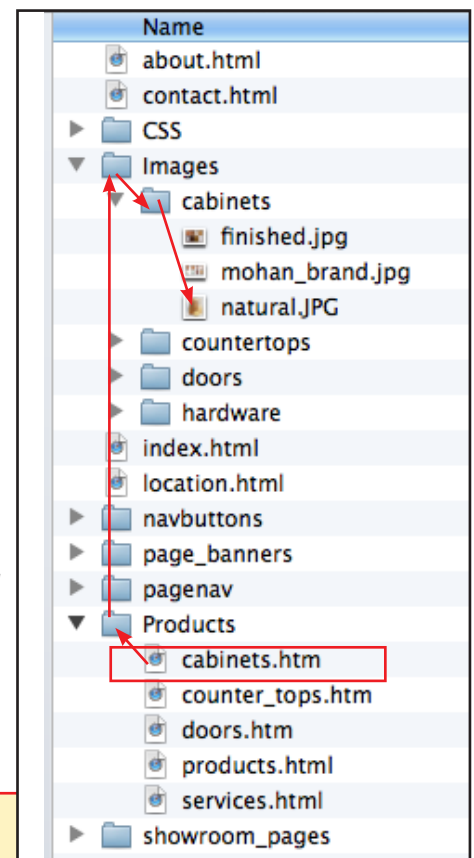 Name
about.html
contact.html
CSS
Images
cabinets
finished.jpg
mohan_brand.jpg
natural.JPG
countertops
doors
hardware
index.html
location.html
navbuttons
page_banners
pagenav
Products
cabinets.htm
counter_tops.htm
doors.htm
products.html
services.html
showroom_pages